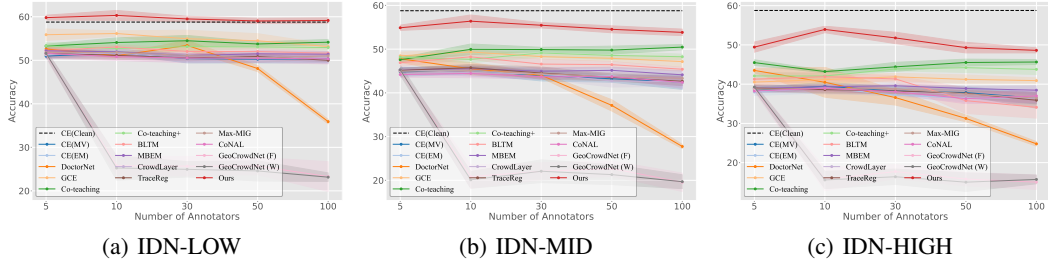 60
50
40
30
20
Accuracy
CE(Clean)
CE(MV)
CE(EM)
DoctorNet
GCE
Co-teaching
Co-teaching+
BLTM
MBEM
CrowdLayer
TraceReg
Max-MIG
CoNAL
GeoCrowdNet (F)
GeoCrowdNet (W)
Ours
5 10 30 50 100
Number of Annotators
(a) IDN-LOW
60
50
40
30
20
Accuracy
CE(Clean)
CE(MV)
CE(EM)
DoctorNet
GCE
Co-teaching
Co-teaching+
BLTM
MBEM
CrowdLayer
TraceReg
Max-MIG
CoNAL
GeoCrowdNet (F)
GeoCrowdNet (W)
Ours
5 10 30 50 100
Number of Annotators
(b) IDN-MID
60
50
40
30
20
Accuracy
CE(Clean)
CE(MV)
CE(EM)
DoctorNet
GCE
Co-teaching
Co-teaching+
BLTM
MBEM
CrowdLayer
TraceReg
Max-MIG
CoNAL
GeoCrowdNet (F)
GeoCrowdNet (W)
Ours
5 10 30 50 100
Number of Annotators
(c) IDN-HIGH